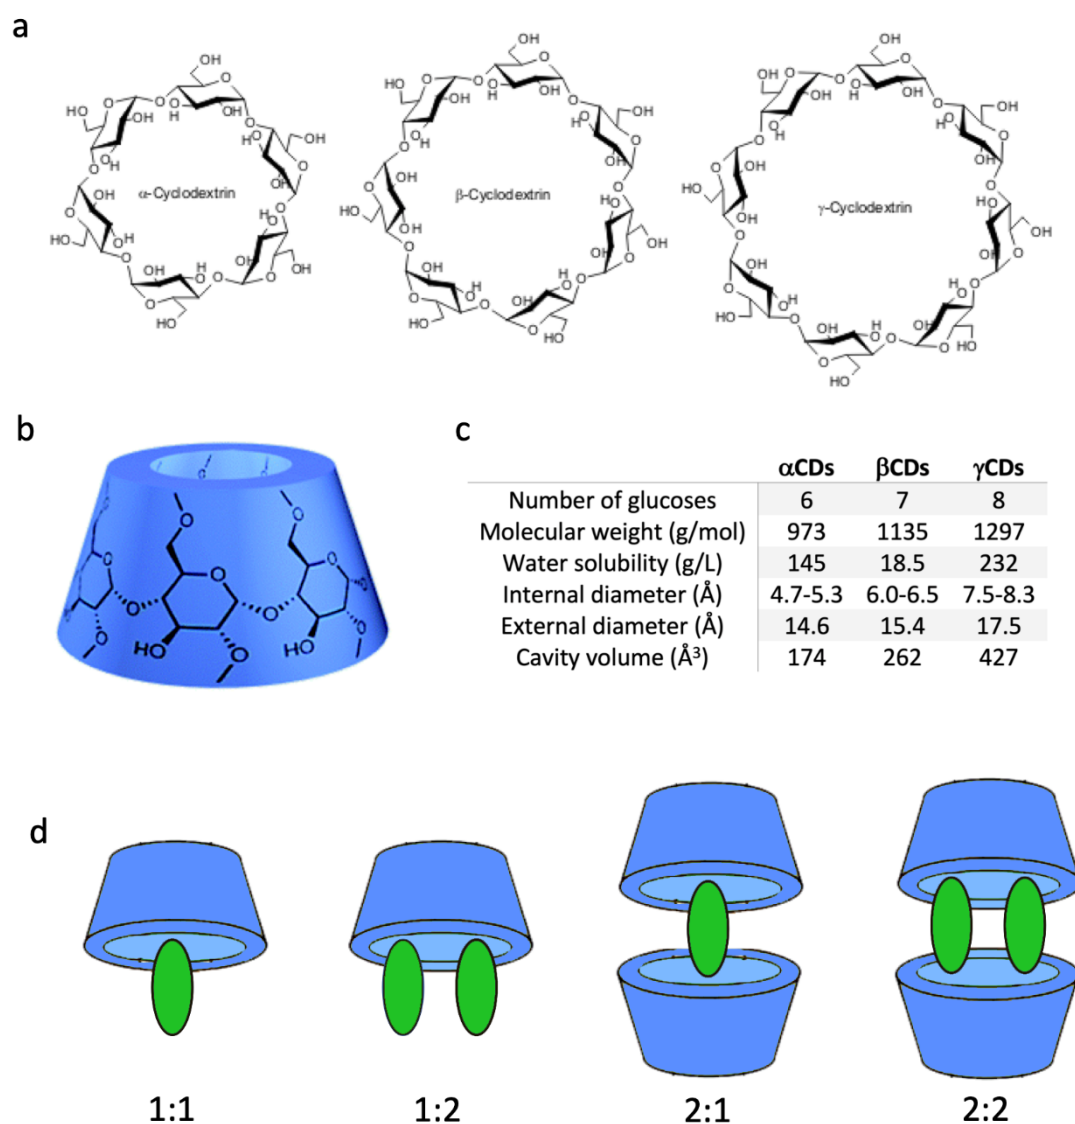 a
α-Cyclodextrin
β-Cyclodextrin
γ-Cyclodextrin
b
c
αCDs βCDs γCDs
Number of glucoses 6 7 8
Molecular weight (g/mol) 973 1135 1297
Water solubility (g/L) 145 18.5 232
Internal diameter (Å) 4.7-5.3 6.0-6.5 7.5-8.3
External diameter (Å) 14.6 15.4 17.5
Cavity volume (Å³) 174 262 427
HO HO
d
1:1 1:2 2:1 2:2